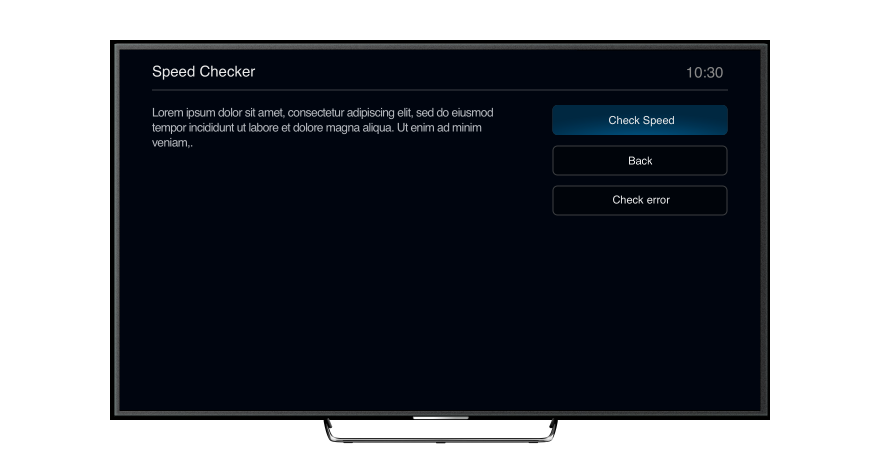 Speed Checker
10:30
Lorem ipsum dolor sit amet, consectetur adipiscing elit, sed do eiusmod
tempor incididunt ut labore et dolore magna aliqua. Ut enim ad minim
veniam,.
Check Speed
Back
Check error